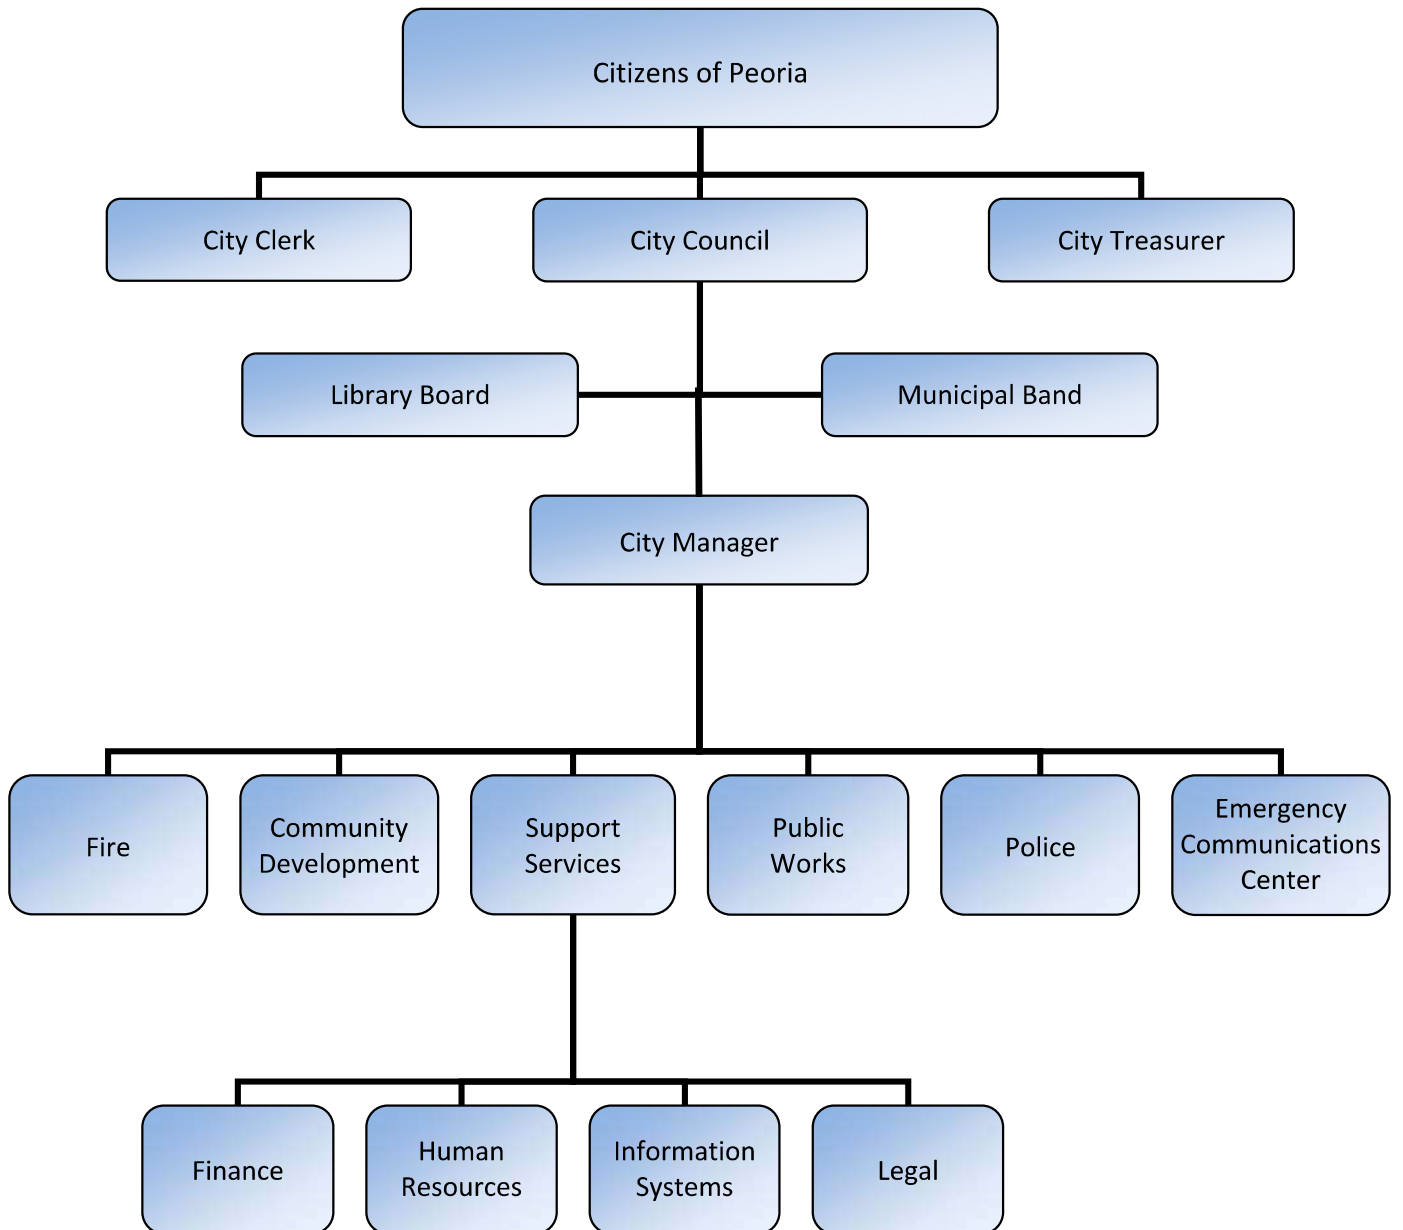 Citizens of Peoria
City Clerk
City Council
City Treasurer
Library Board
Municipal Band
City Manager
Fire
Community
Development
Support
Services
Public
Works
Police
Emergency
Communications
Center
Finance
Human
Resources
Information
Systems
Legal